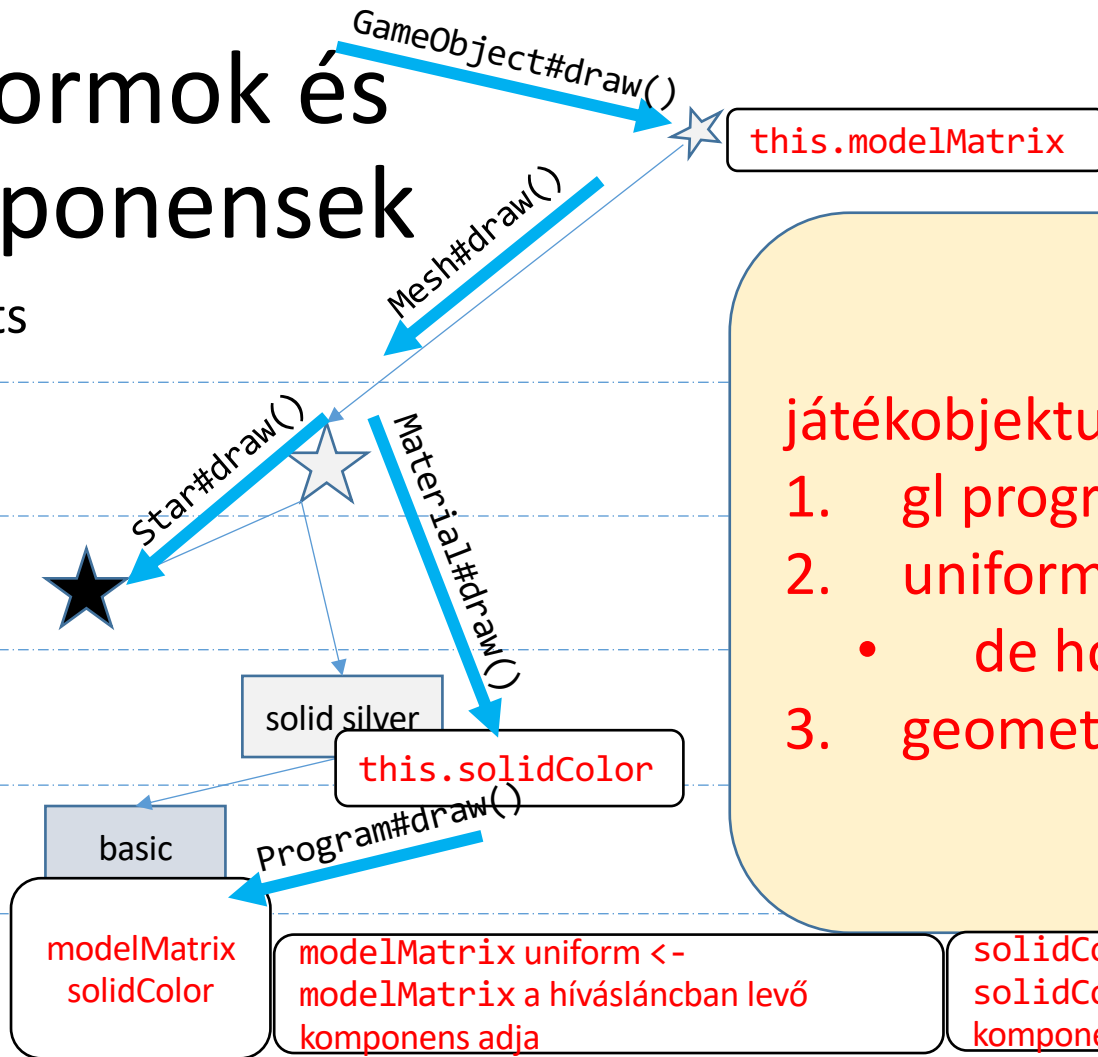 ormok és
ponensek
ts
GameObject#draw()
this.modelMatrix
Mesh#draw()
Star#draw()
Material#draw()
solid silver
this.solidColor
Program#draw()
basic
modelMatrix
solidColor
modelMatrix uniform <-
modelMatrix a hívásláncban levő
komponens adja
játékobjektu
1. gl progr
2. uniform
• de ho
3. geomet
solidCo
solidCo
kompone